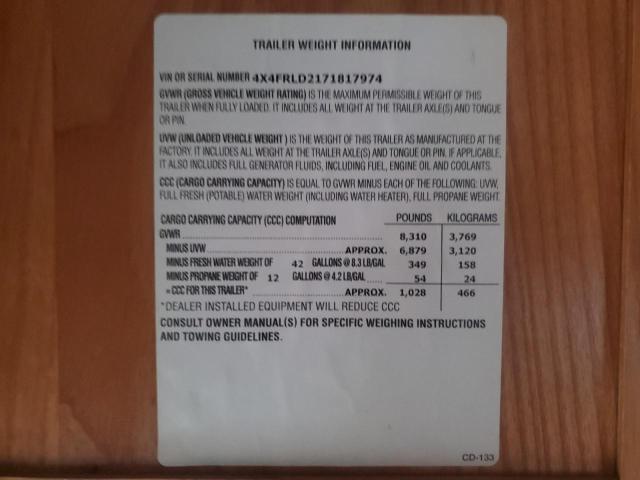 TRAILER WEIGHT INFORMATION
VIN OR SERIAL NUMBER 4X4FRLD2171817974
GVWR (GROSS VEHICLE WEIGHT RATING) IS THE MAXIMUM PERMISSIBLE WEIGHT OF THIS
TRAILER WHEN FULLY LOADED. IT INCLUDES ALL WEIGHT AT THE TRAILER AXLE(S) AND TONGUE
OR PIN.
UVW (UNLOADED VEHICLE WEIGHT ) IS THE WEIGHT OF THIS TRAILER AS MANUFACTURED AT THE
FACTORY. IT INCLUDES ALL WEIGHT AT THE TRAILER AXLE(S) AND TONGUE OR PIN. IF APPLICABLE,
IT ALSO INCLUDES FULL GENERATOR FLUIDS, INCLUDING FUEL, ENGINE OIL AND COOLANTS.
CCC (CARGO CARRYING CAPACITY) IS EQUAL TO GVWR MINUS EACH OF THE FOLLOWING: UVW,
FULL FRESH (POTABLE) WATER WEIGHT (INCLUDING WATER HEATER), FULL PROPANE WEIGHT.
CARGO CARRYING CAPACITY (CCC) COMPUTATION POUNDS KILOGRAMS
GVWR 8,310 3,769
MINUS UVW APPROX. 6,879 3,120
MINUS FRESH WATER WEIGHT OF 42 GALLONS @ 8.3 LB/GAL 349 158
MINUS PROPANE WEIGHT OF 12 GALLONS @ 4.2 LB/GAL 54 24
= CCC FOR THIS TRAILER* APPROX. 1,028 466
*DEALER INSTALLED EQUIPMENT WILL REDUCE CCC
CONSULT OWNER MANUAL(S) FOR SPECIFIC WEIGHING INSTRUCTIONS
AND TOWING GUIDELINES.
CD-133